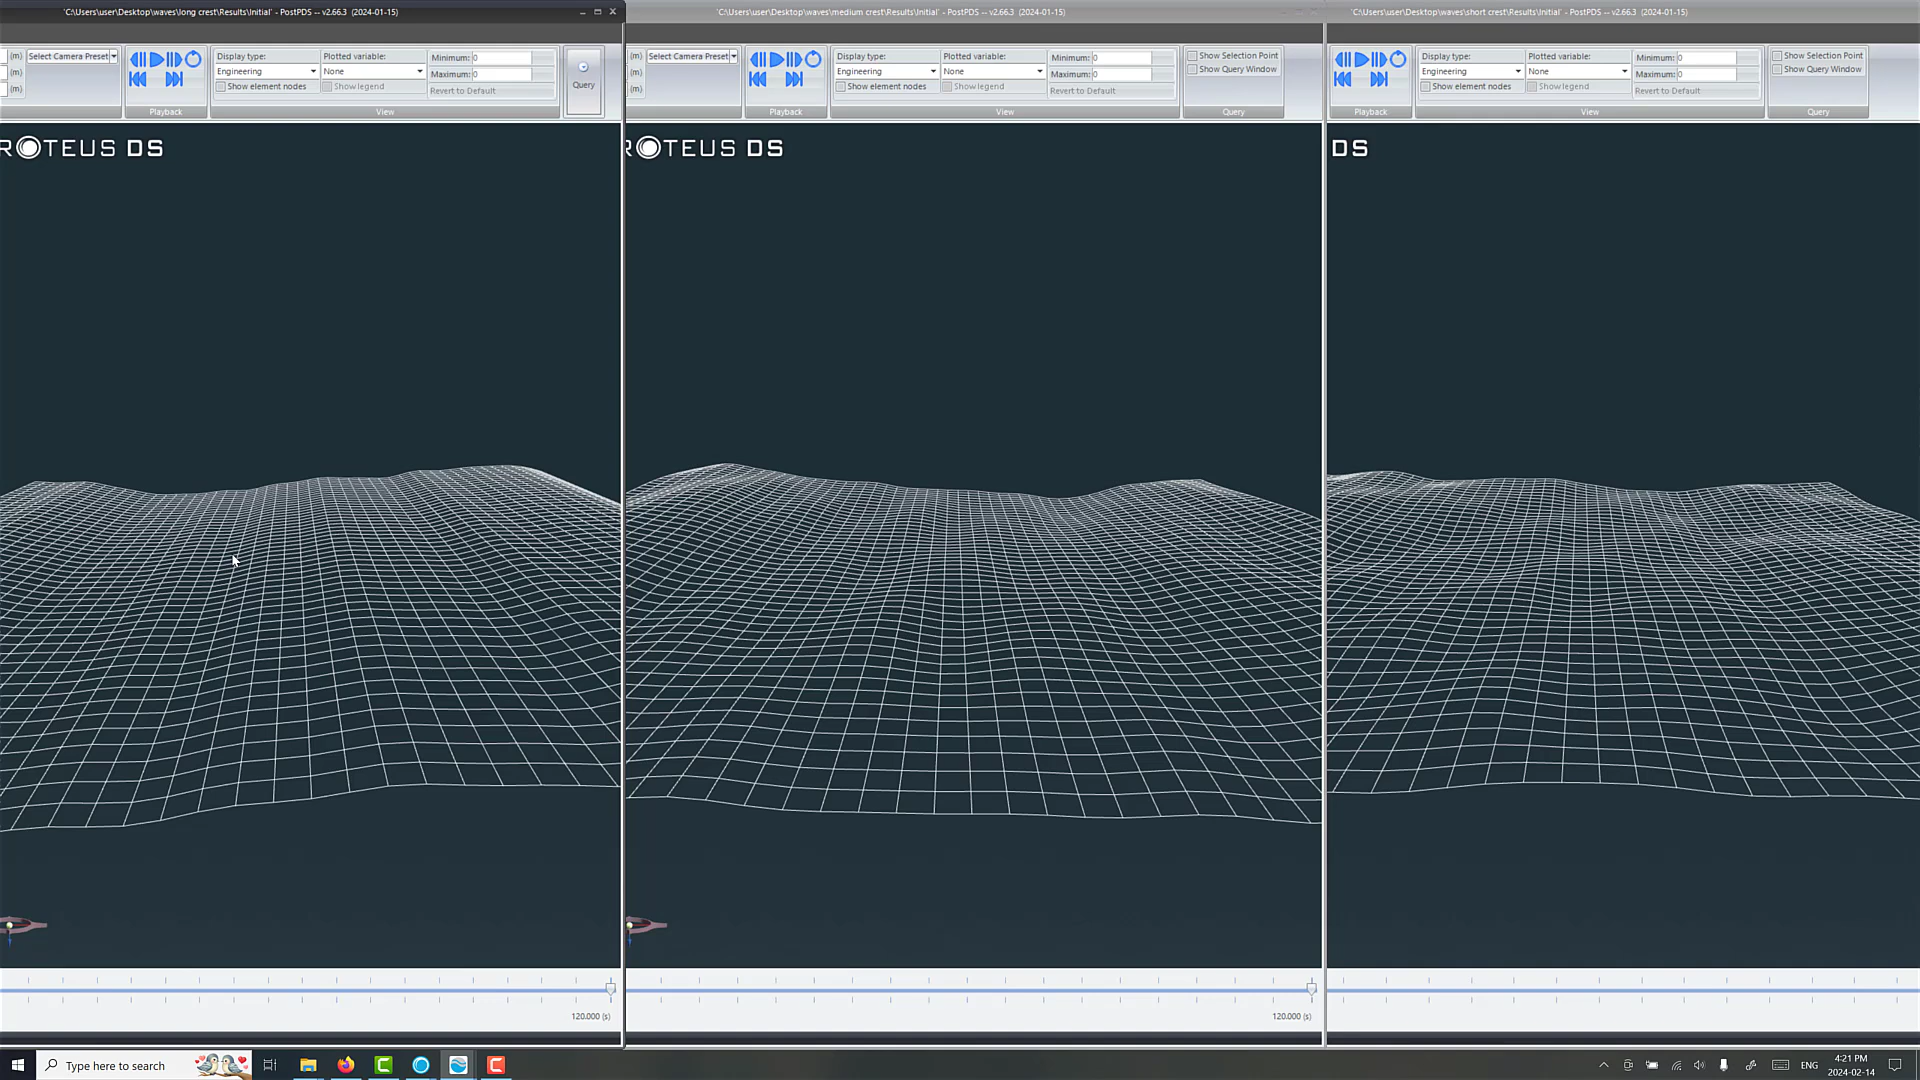 'C:\Users\user\Desktop\waves\long crest\Results\Initial' - PostPDS -- v2.66.3 (2024-01-15)
(m)
(m)
(m)
Select Camera Preset
Playback
Display type:
Engineering
Show element nodes
Plotted variable:
None
Show legend
Minimum: 0
Maximum: 0
Revert to Default
View
Query
ROTEUS DS
120.000 (s)
'C:\Users\user\Desktop\waves\medium crest\Results\Initial' - PostPDS -- v2.66.3 (2024-01-15)
(m)
(m)
(m)
Select Camera Preset
Playback
Display type:
Engineering
Show element nodes
Plotted variable:
None
Show legend
Minimum: 0
Maximum: 0
Revert to Default
View
Show Selection Point
Show Query Window
Query
ROTEUS DS
120.000 (s)
'C:\Users\user\Desktop\waves\short crest\Results\Initial' - PostPDS -- v2.66.3 (2024-01-15)
Playback
Display type:
Engineering
Show element nodes
Plotted variable:
None
Show legend
Minimum: 0
Maximum: 0
Revert to Default
View
Show Selection Point
Show Query Window
Query
DS
Type here to search
ENG
4:21 PM
2024-02-14